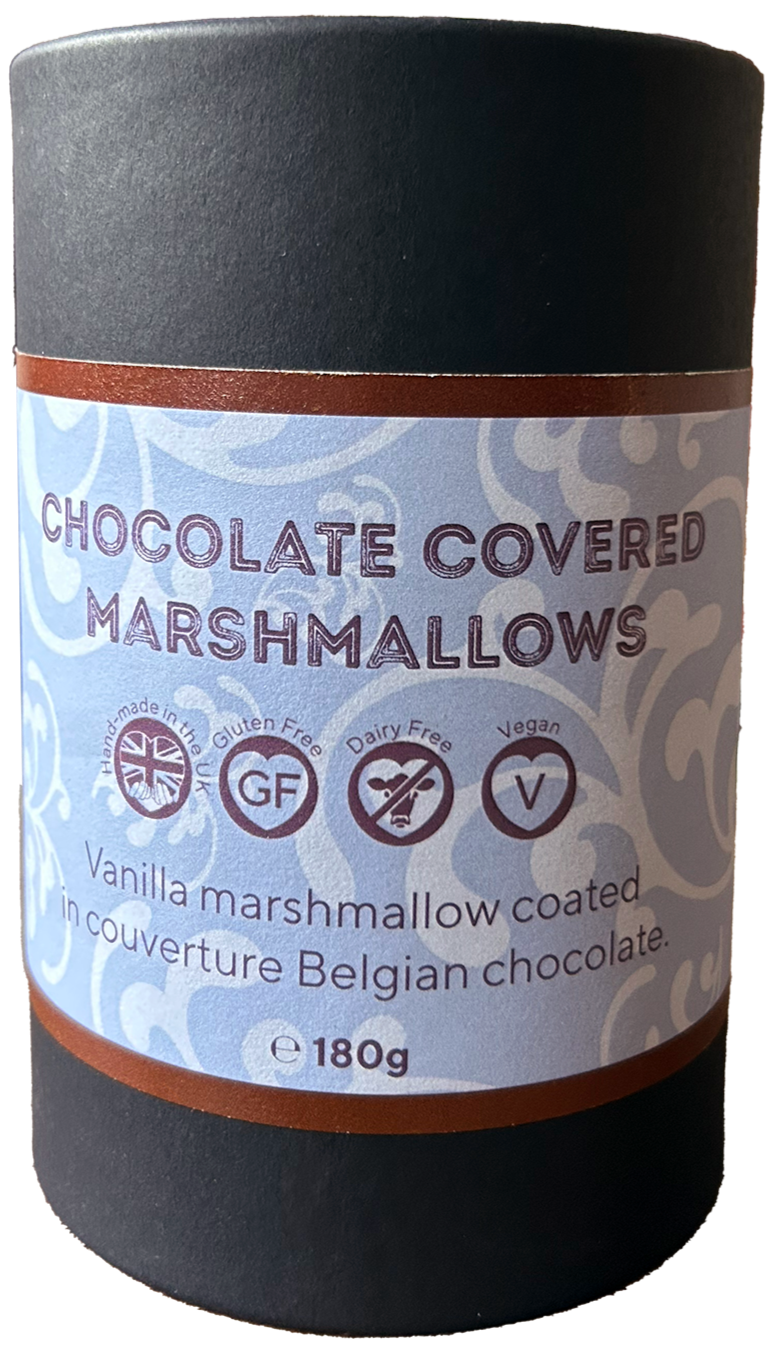 CHOCOLATE COVERED
MARSHMALLOWS
Hand-made in the UK
Gluten Free
Dairy Free
Vegan
GF
V
Vanilla marshmallow coated
in couverture Belgian chocolate.
℮ 180g